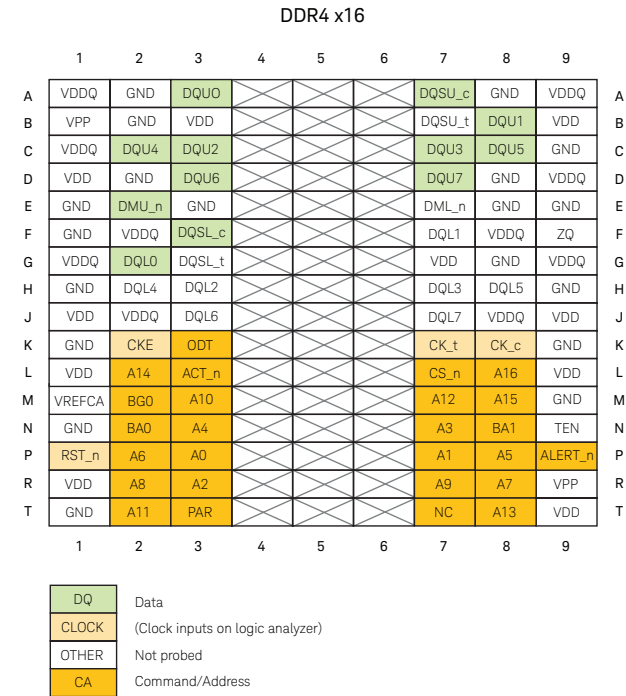 DDR4 x16
1 2 3 4 5 6 7 8 9
A VDDQ GND DQU0 DQSU_c GND VDDQ A
B VPP GND VDD DQSU_t DQU1 VDD B
C VDDQ DQU4 DQU2 DQU3 DQU5 GND C
D VDD GND DQU6 DQU7 GND VDDQ D
E GND DMU_n GND DML_n GND GND E
F GND VDDQ DQSL_c DQL1 VDDQ ZQ F
G VDDQ DQL0 DQSL_t VDD GND VDDQ G
H GND DQL4 DQL2 DQL3 DQL5 GND H
J VDD VDDQ DQL6 DQL7 VDDQ VDD J
K GND CKE ODT CK_t CK_c GND K
L VDD A14 ACT_n CS_n A16 VDD L
M VREFCA BG0 A10 A12 A15 GND M
N GND BA0 A4 A3 BA1 TEN N
P RST_n A6 A0 A1 A5 ALERT_n P
R VDD A8 A2 A9 A7 VPP R
T GND A11 PAR NC A13 VDD T
1 2 3 4 5 6 7 8 9
DQ Data
CLOCK (Clock inputs on logic analyzer)
OTHER Not probed
CA Command/Address